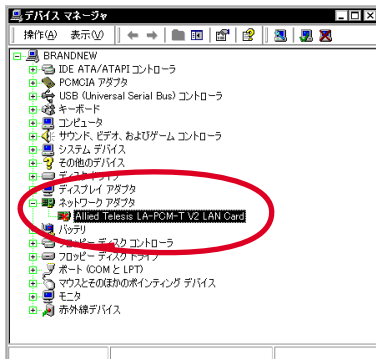 デバイス マネージャ
操作(A) 表示(V)
BRANDNEW
IDE ATA/ATAPI コントローラ
PCMCIA アダプタ
USB (Universal Serial Bus) コントローラ
キーボード
コンピュータ
サウンド、ビデオ、およびゲーム コントローラ
システム デバイス
その他のデバイス
ディスク ドライブ
ディスプレイ アダプタ
ネットワーク アダプタ
Allied Telesis LA-PCM-T V2 LAN Card
バッテリ
フロッピー ディスク コントローラ
フロッピー ディスク ドライブ
ポート (COM と LPT)
マウスとそのほかのポインティング デバイス
モニタ
赤外線デバイス